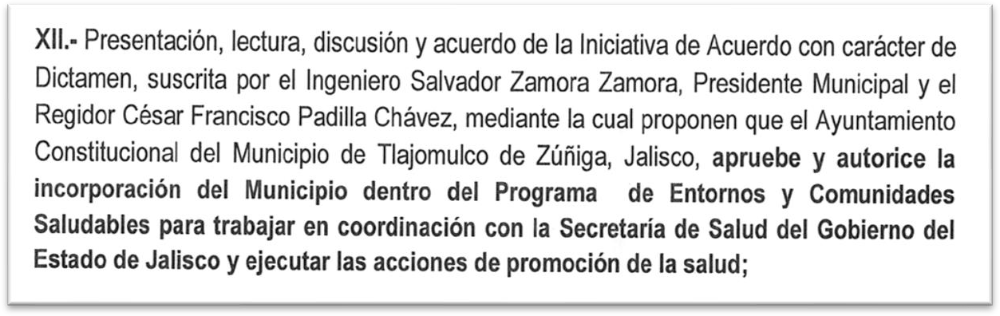 XII.- Presentación, lectura, discusión y acuerdo de la Iniciativa de Acuerdo con carácter de
Dictamen, suscrita por el Ingeniero Salvador Zamora Zamora, Presidente Municipal y el
Regidor César Francisco Padilla Chávez, mediante la cual proponen que el Ayuntamiento
Constitucional del Municipio de Tlajomulco de Zúñiga, Jalisco, apruebe y autorice la
incorporación del Municipio dentro del Programa de Entornos y Comunidades
Saludables para trabajar en coordinación con la Secretaría de Salud del Gobierno del
Estado de Jalisco y ejecutar las acciones de promoción de la salud;